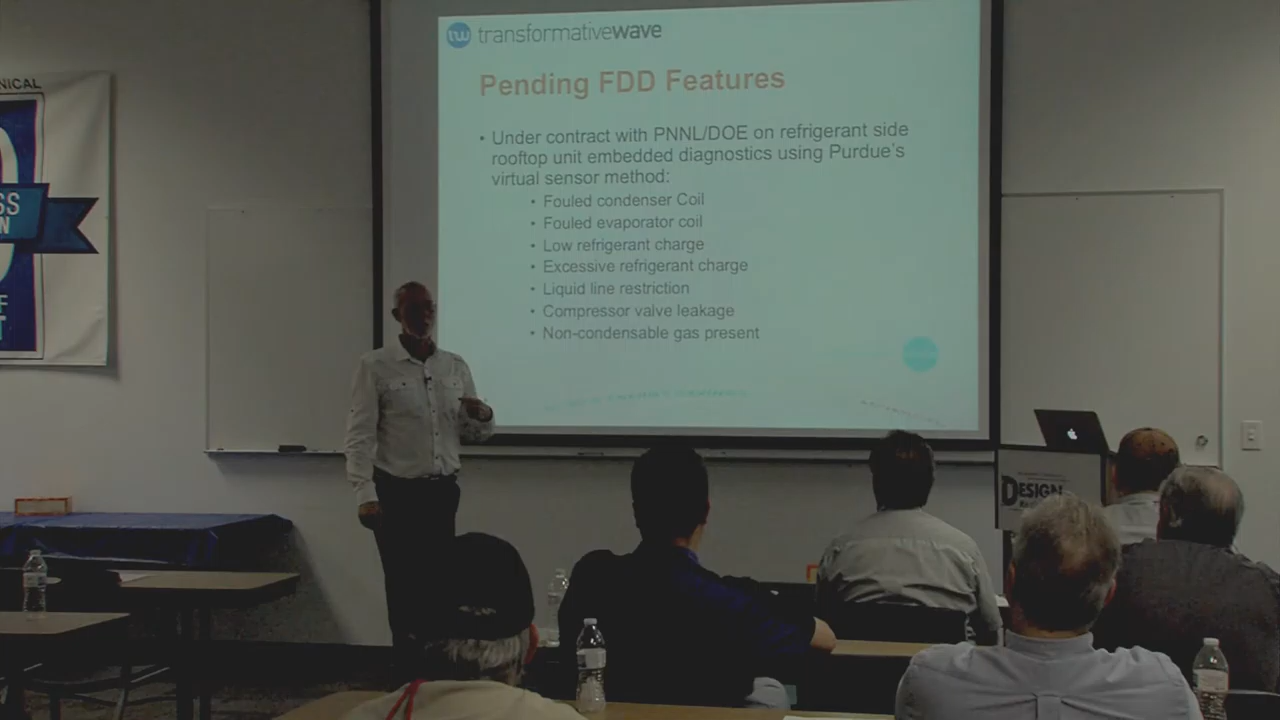 transformativewave
Pending FDD Features
• Under contract with PNNL/DOE on refrigerant side
rooftop unit embedded diagnostics using Purdue's
virtual sensor method:
• Fouled condenser Coil
• Fouled evaporator coil
• Low refrigerant charge
• Excessive refrigerant charge
• Liquid line restriction
• Compressor valve leakage
• Non-condensable gas present
NICAL
DESIGN